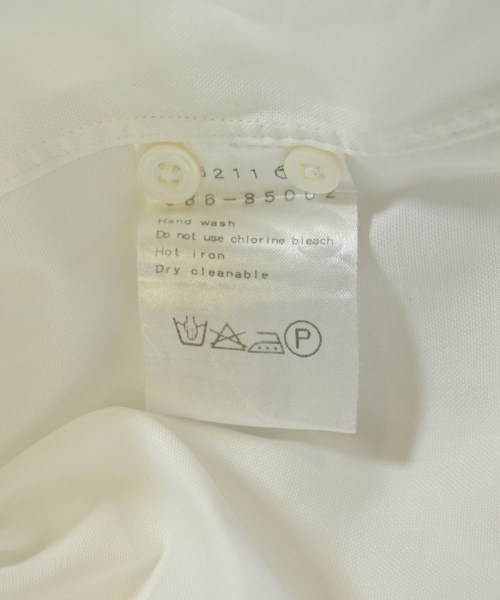 Hand wash
Do not use chlorine bleach
Hot iron
Dry cleanable
P